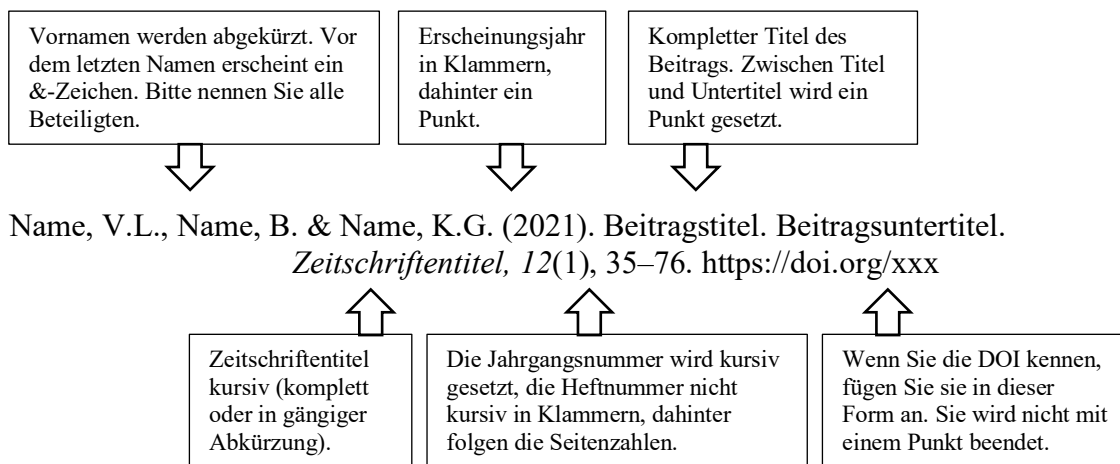 Vornamen werden abgekürzt. Vor
dem letzten Namen erscheint ein
&-Zeichen. Bitte nennen Sie alle
Beteiligten.
Erscheinungsjahr
in Klammern,
dahinter ein
Punkt.
Kompletter Titel des
Beitrags. Zwischen Titel
und Untertitel wird ein
Punkt gesetzt.
Name, V.L., Name, B. & Name, K.G. (2021). Beitragstitel. Beitragsuntertitel.
Zeitschriftentitel, 12(1), 35–76. https://doi.org/xxx
Zeitschriftentitel
kursiv (komplett
oder in gängiger
Abkürzung).
Die Jahrgangsnummer wird kursiv
gesetzt, die Heftnummer nicht
kursiv in Klammern, dahinter
folgen die Seitenzahlen.
Wenn Sie die DOI kennen,
fügen Sie sie in dieser
Form an. Sie wird nicht mit
einem Punkt beendet.